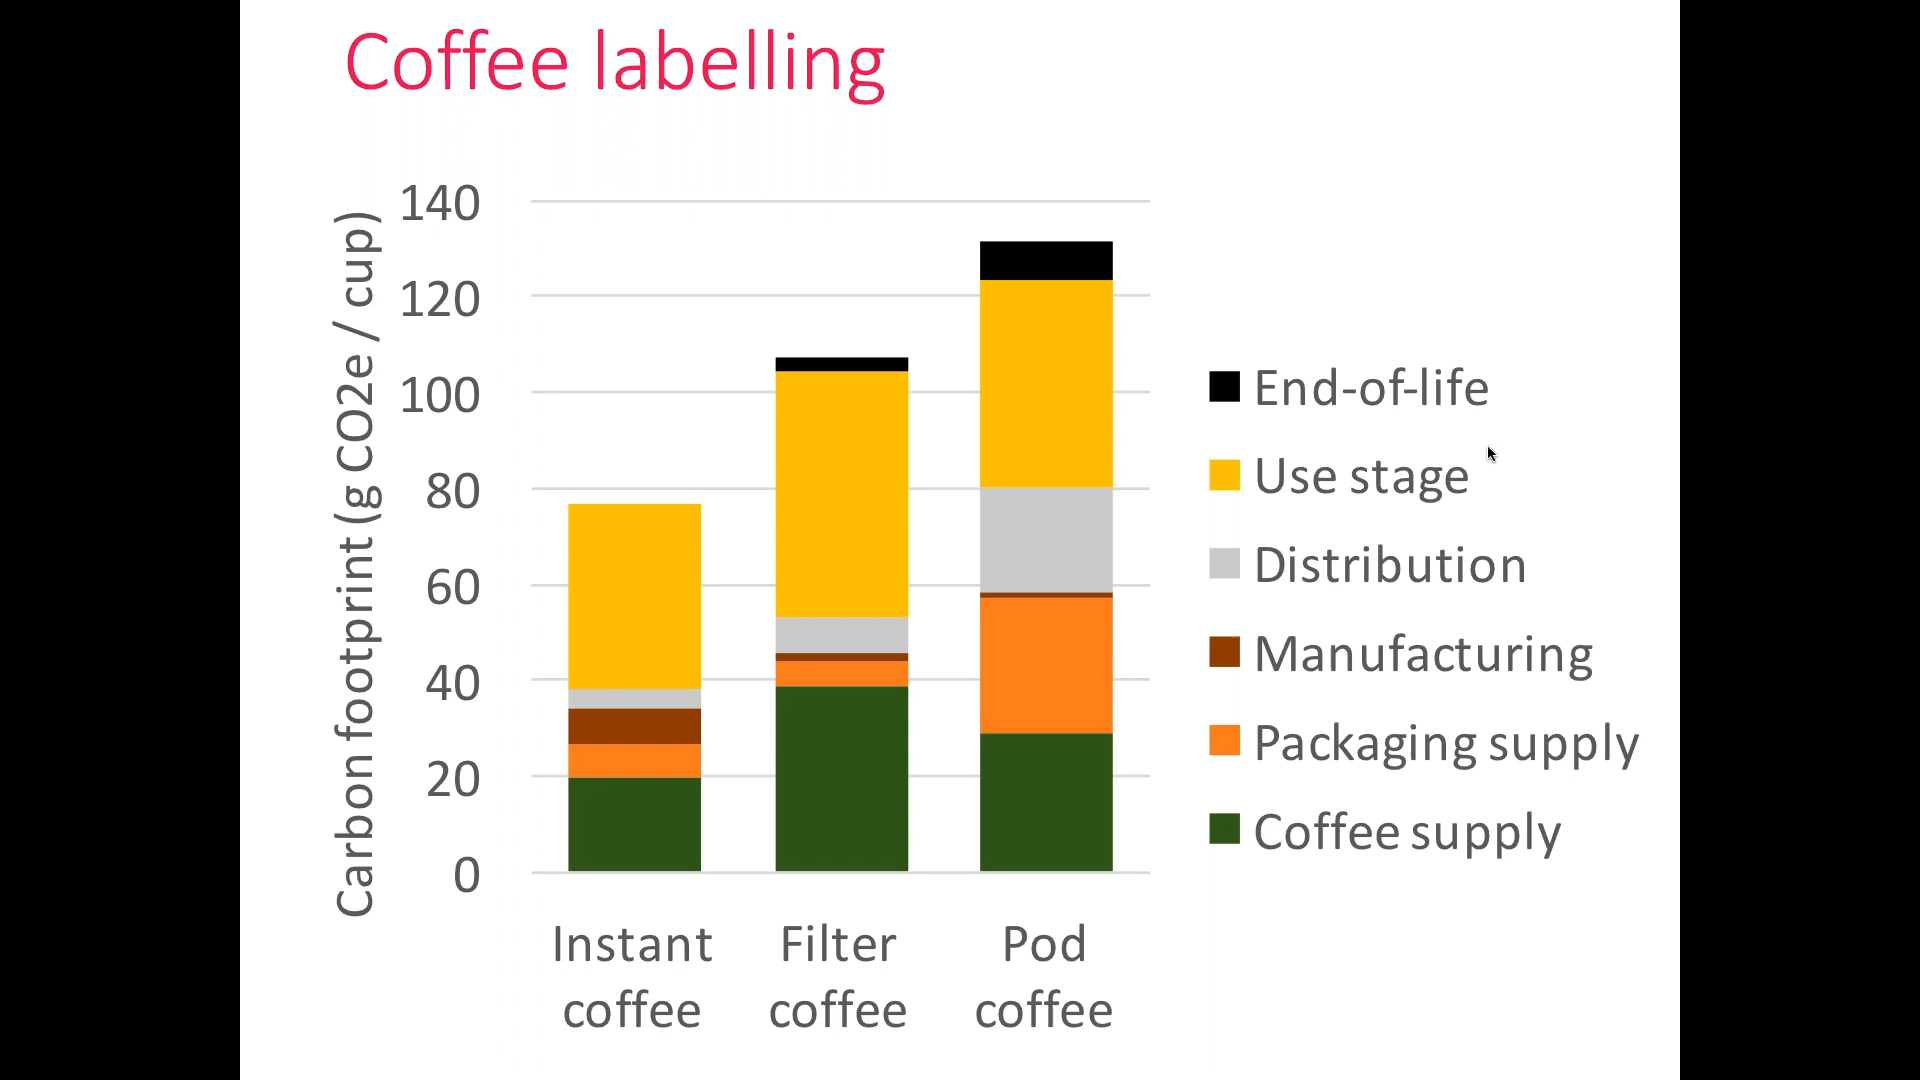 Coffee labelling
Carbon footprint (g CO2e / cup)
140
120
100
80
60
40
20
0
Instant coffee
Filter coffee
Pod coffee
End-of-life
Use stage
Distribution
Manufacturing
Packaging supply
Coffee supply